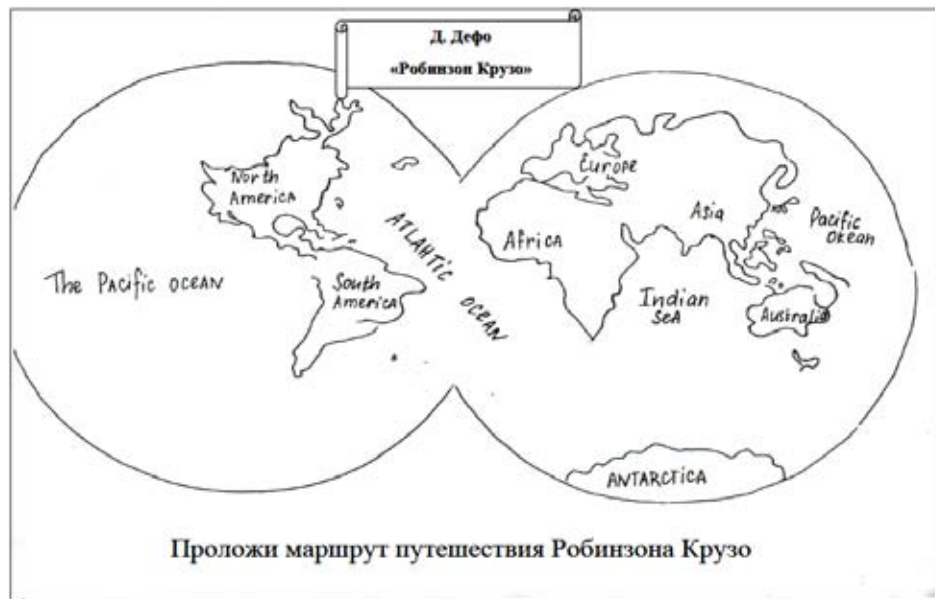 Д. Дефо
«Робинзон Крузо»
North
America
Europe
Asia
Pacific
Okean
Africa
ATLAHTIC OCEAN
The Pacific OCEAN
South
America
Indian
SEA
Australia
ANTARCTICA
Проложи маршрут путешествия Робинзона Крузо